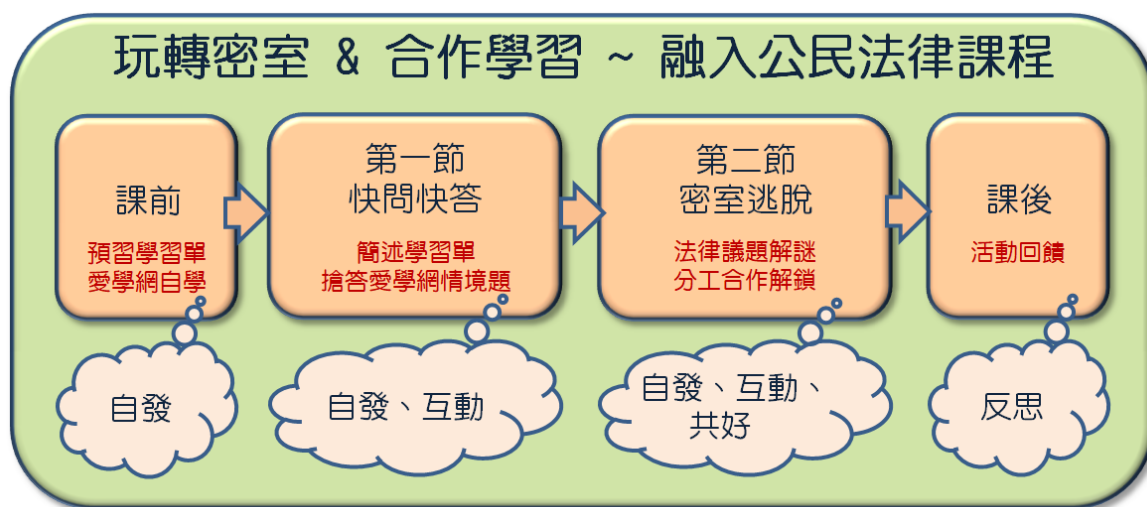 玩轉密室 & 合作學習 ~ 融入公民法律課程
課前
預習學習單
愛學網自學
第一節
快問快答
簡述學習單
搶答愛學網情境題
第二節
密室逃脫
法律議題解謎
分工合作解鎖
課後
活動回饋
自發
自發、互動
自發、互動、
共好
反思